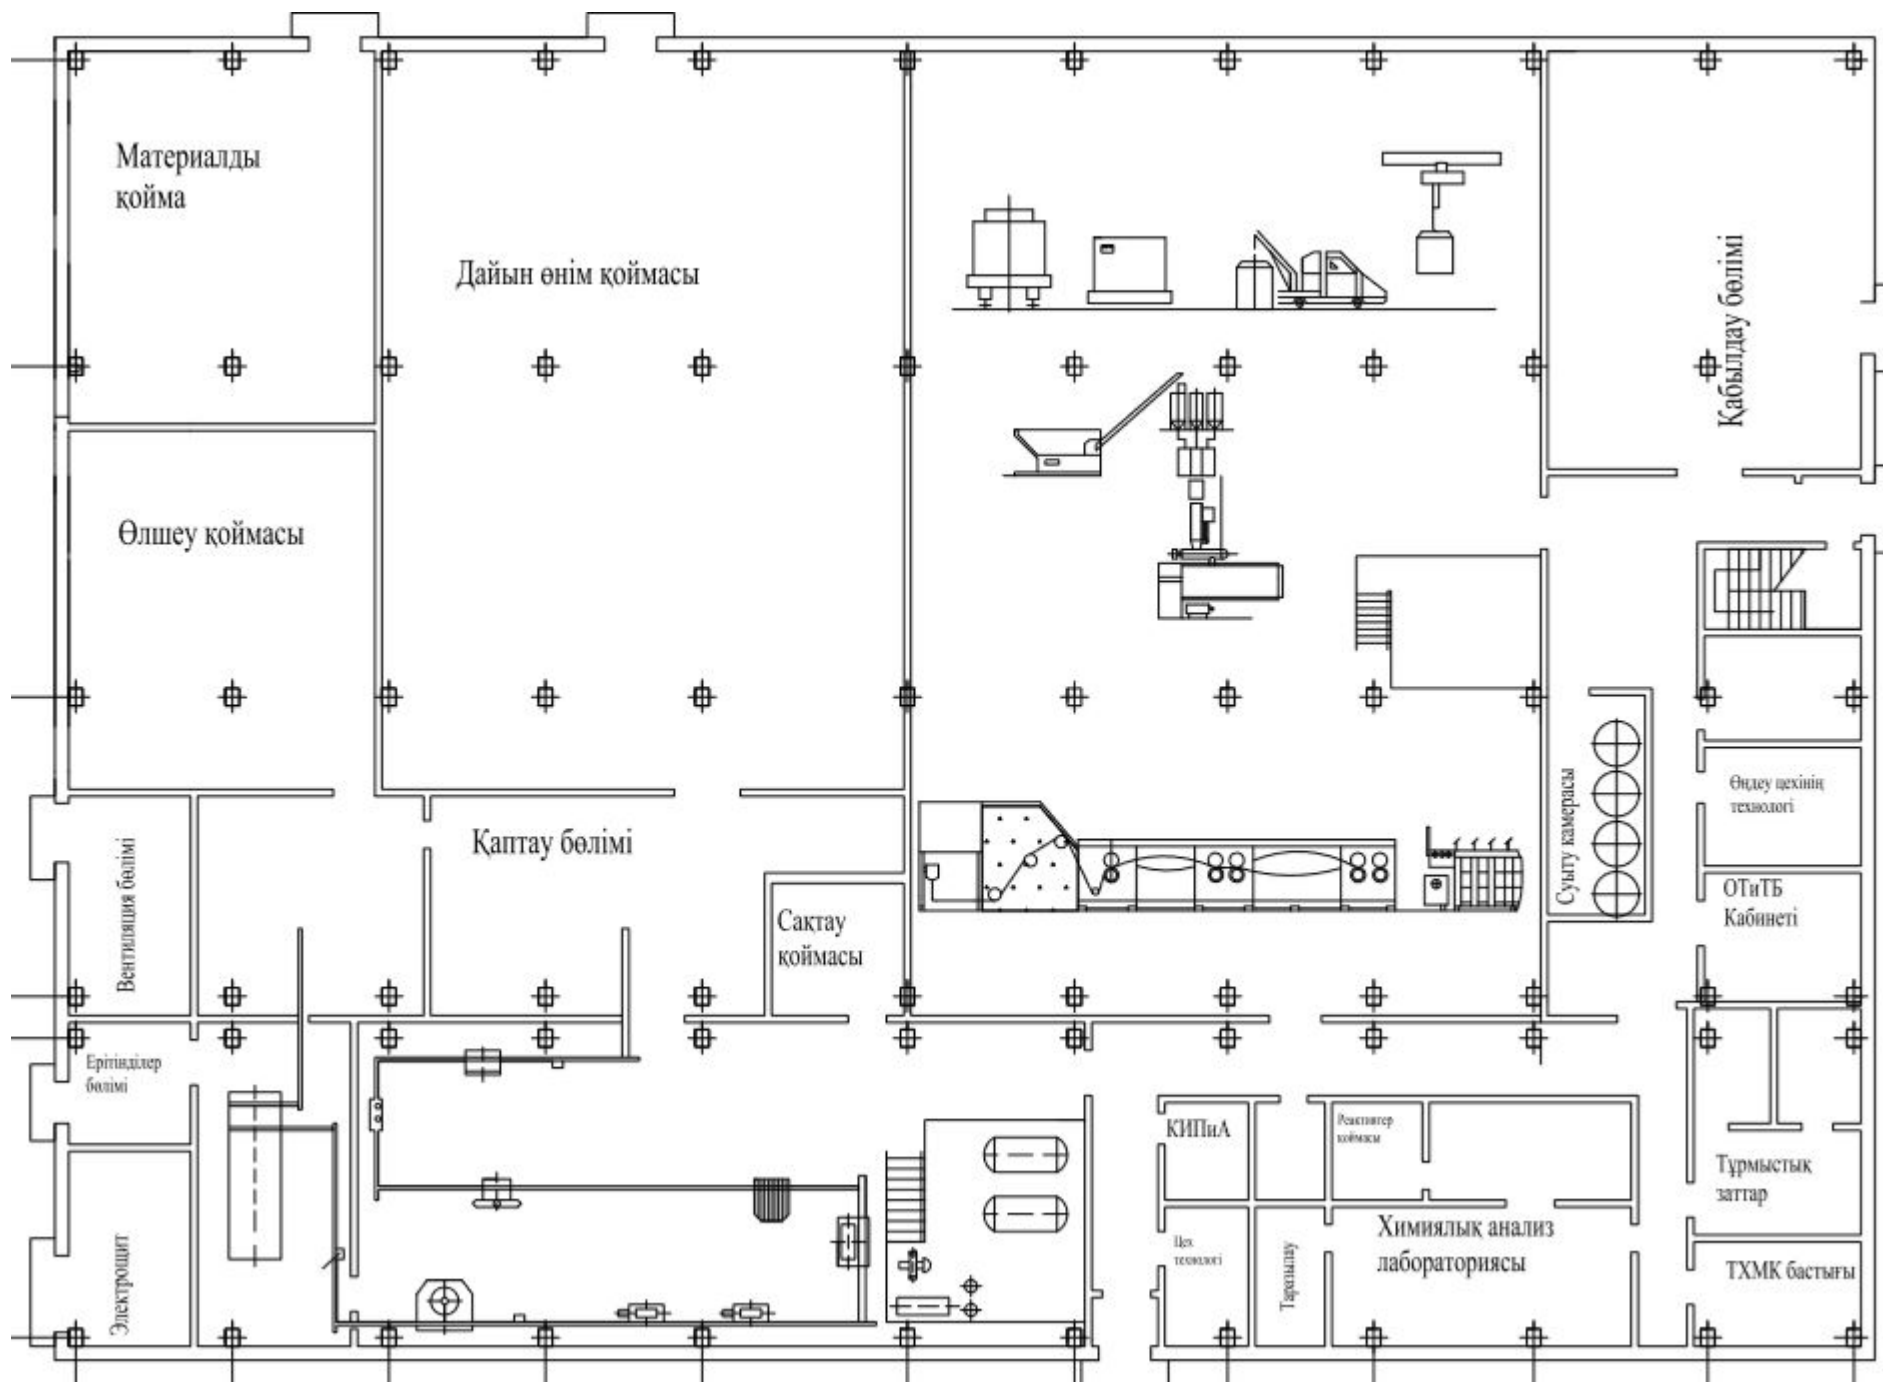 Материалды
қойма
Дайын өнім қоймасы
Қабылдау бөлімі
Өлшеу қоймасы
Өңдеу цехінің
технологі
Суыту камерасы
Қаптау бөлімі
Вентиляция бөлімі
ОТиТБ
Кабинеті
Сақтау
қоймасы
Ерітінділер
бөлімі
КИПиА
Реактивтер
қоймасы
Тұрмыстық
заттар
Химиялық анализ
лабораториясы
Цех
технологі
Таразылау
Электрощит
ТХМК бастығы